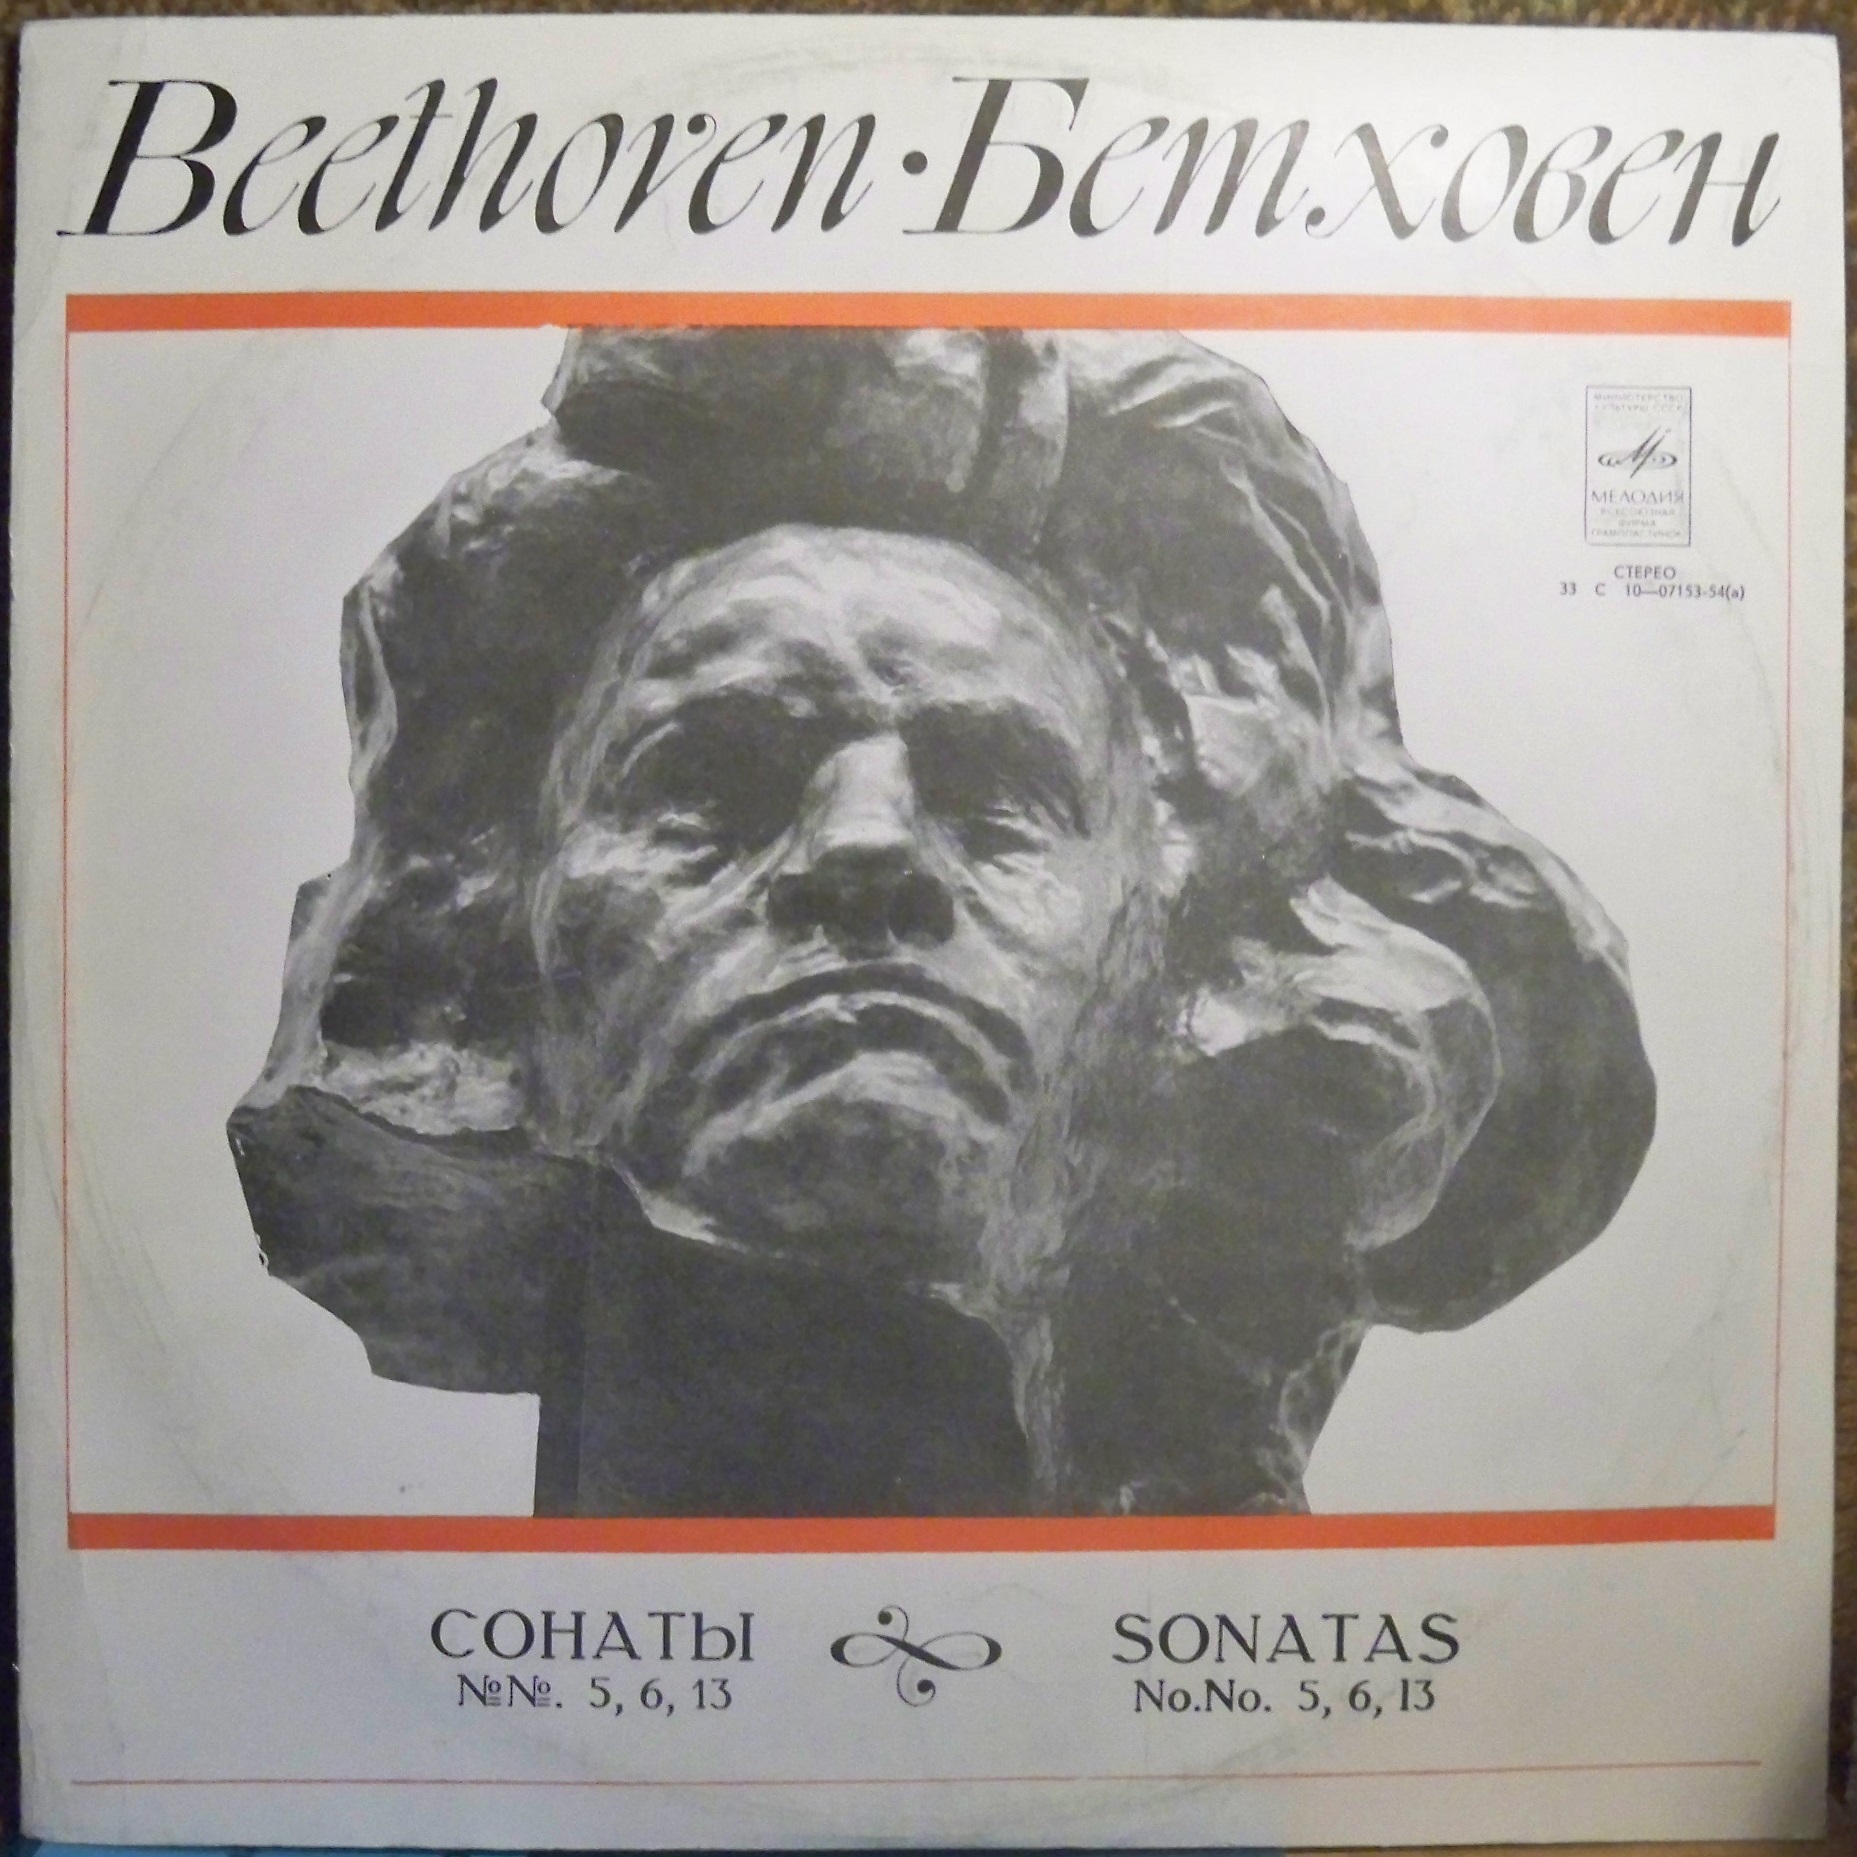 Beethoven · Бетховен
МИНИСТЕРСТВО
КУЛЬТУРЫ СССР
МЕЛОДИЯ
ВСЕСОЮЗНАЯ
ФИРМА
ГРАМПЛАСТИНОК
СТЕРЕО
33 С 10—07153-54(а)
СОНАТЫ SONATAS
№№. 5, 6, 13 No.No. 5, 6, 13